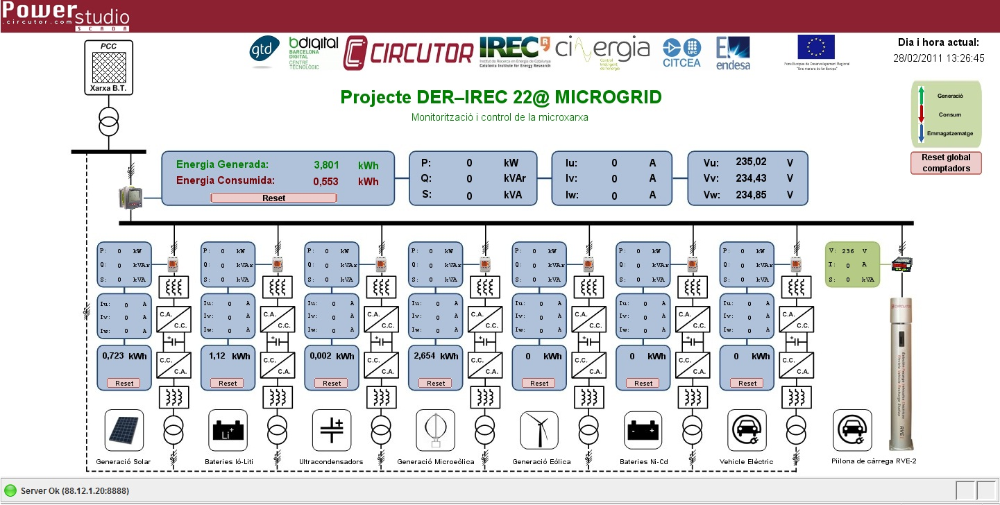 Powerstudio
.circutor.com
SCADA
PCC
Xarxa B.T.
gtd
bdigital
BARCELONA
DIGITAL
CENTRE
TECNOLÒGIC
CIRCUTOR
IREC
Institut de Recerca en Energia de Catalunya
Catalonia Institute for Energy Research
cinergia
Control
intel·ligent
de l'energia
UPC
CITCEA
endesa
Fons Europeu de Desenvolupament Regional
"Una manera de fer Europa"
Dia i hora actual:
28/02/2011 13:26:45
Projecte DER–IREC 22@ MICROGRID
Monitorització i control de la microxarxa
Generació
Consum
Emmagatzematge
Reset global
comptadors
Energia Generada: 3,801 kWh
Energia Consumida: 0,553 kWh
Reset
P: 0 kW
Q: 0 kVAr
S: 0 kVA
Iu: 0 A
Iv: 0 A
Iw: 0 A
Vu: 235,02 V
Vv: 234,43 V
Vw: 234,85 V
P: 0 kW
Q: 0 kVAr
S: 0 kVA
Iu: 0 A
Iv: 0 A
Iw: 0 A
0,723 kWh
Reset
C.A.
C.C.
+
C.C.
C.A.
Generació Solar
P: 0 kW
Q: 0 kVAr
S: 0 kVA
Iu: 0 A
Iv: 0 A
Iw: 0 A
1,12 kWh
Reset
C.A.
C.C.
+
C.C.
C.A.
Li+
Bateries Ió-Liti
P: 0 kW
Q: 0 kVAr
S: 0 kVA
Iu: 0 A
Iv: 0 A
Iw: 0 A
0,002 kWh
Reset
C.A.
C.C.
+
C.C.
C.A.
+
Ultracondensadors
P: 0 kW
Q: 0 kVAr
S: 0 kVA
Iu: 0 A
Iv: 0 A
Iw: 0 A
2,654 kWh
Reset
C.A.
C.C.
+
C.C.
C.A.
Generació Microeòlica
P: 0 kW
Q: 0 kVAr
S: 0 kVA
Iu: 0 A
Iv: 0 A
Iw: 0 A
0 kWh
Reset
C.A.
C.C.
+
C.C.
C.A.
Generació Eòlica
P: 0 kW
Q: 0 kVAr
S: 0 kVA
Iu: 0 A
Iv: 0 A
Iw: 0 A
0 kWh
Reset
C.A.
C.C.
+
C.C.
C.A.
- +
Bateries Ni-Cd
P: 0 kW
Q: 0 kVAr
S: 0 kVA
Iu: 0 A
Iv: 0 A
Iw: 0 A
0 kWh
Reset
C.A.
C.C.
+
C.C.
C.A.
Vehicle Elèctric
V: 236 V
I: 0 A
S: 0 kVA
CIRCUTOR
Estación Recarga Vehículos Eléctricos
Electric Vehicle Recharge Station
RVE
Piilona de càrrega RVE-2
Server Ok (88.12.1.20:8888)